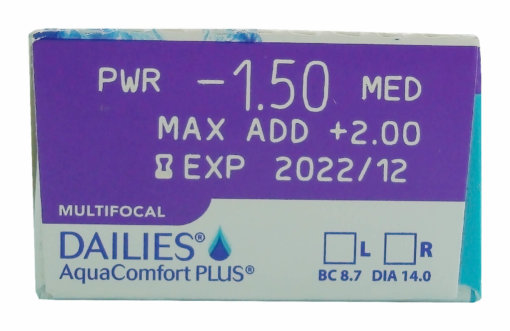 PWR -1.50 MED
MAX ADD +2.00
EXP 2022/12
MULTIFOCAL
DAILIES®
AquaComfort PLUS®
L R
BC 8.7 DIA 14.0